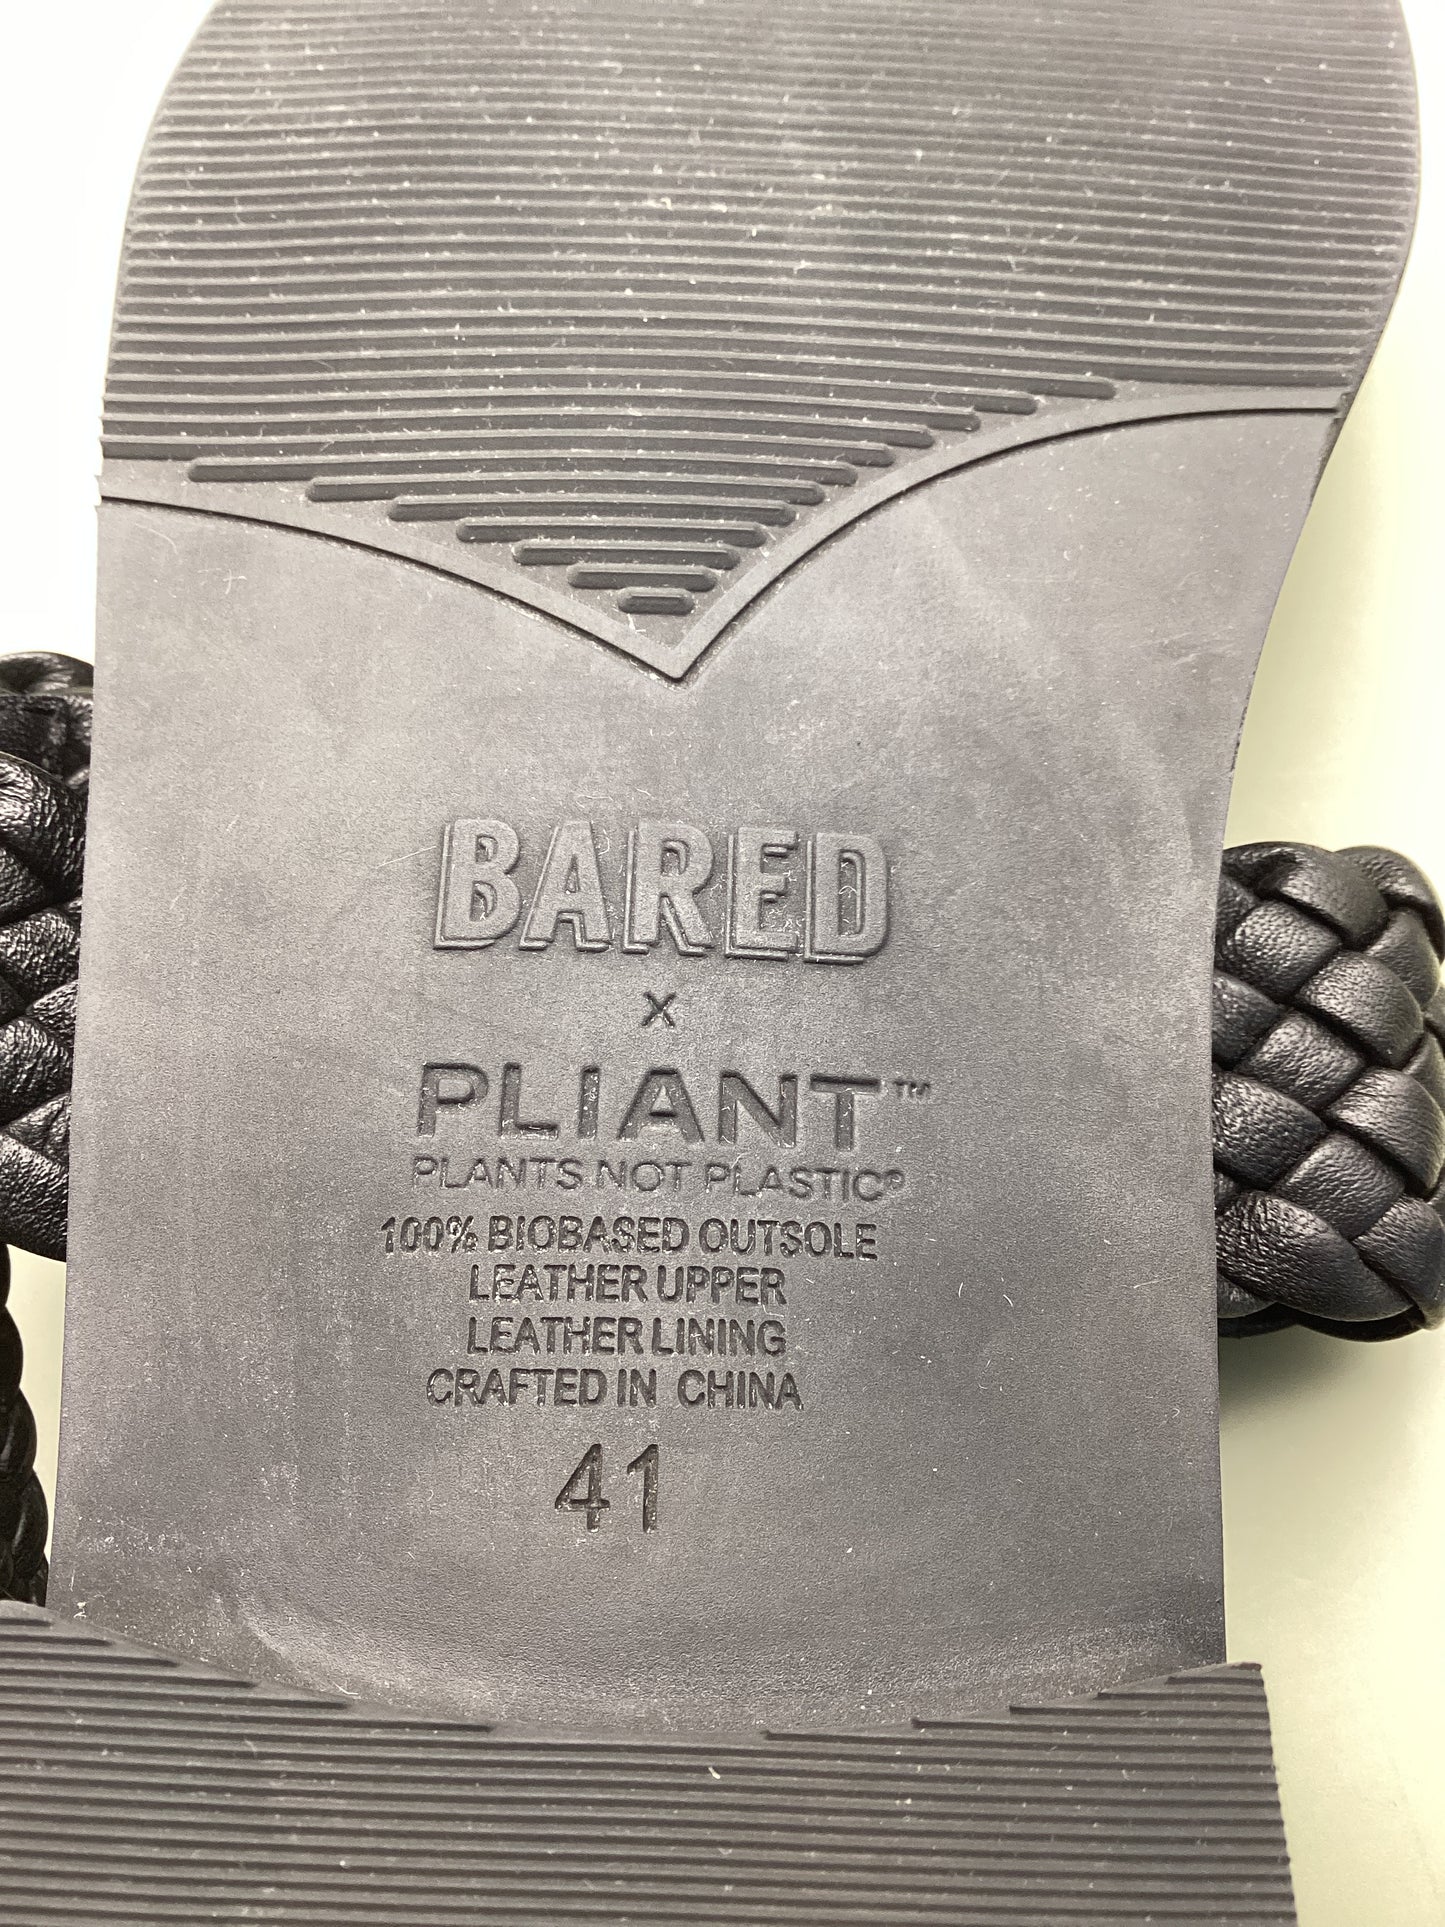 BARED
X
PLIANT™
PLANTS NOT PLASTIC®
100% BIOBASED OUTSOLE
LEATHER UPPER
LEATHER LINING
CRAFTED IN CHINA
41